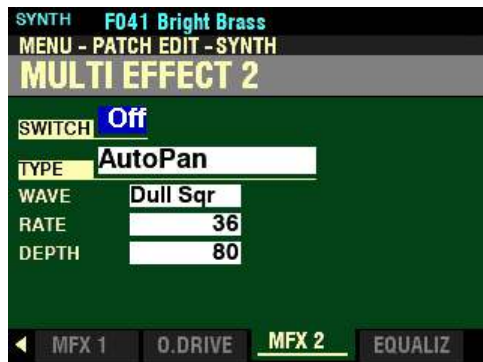 SYNTH F041 Bright Brass
MENU - PATCH EDIT - SYNTH
MULTI EFFECT 2
SWITCH Off
TYPE AutoPan
WAVE Dull Sqr
RATE 36
DEPTH 80
MFX 1 O.DRIVE MFX 2 EQUALIZ